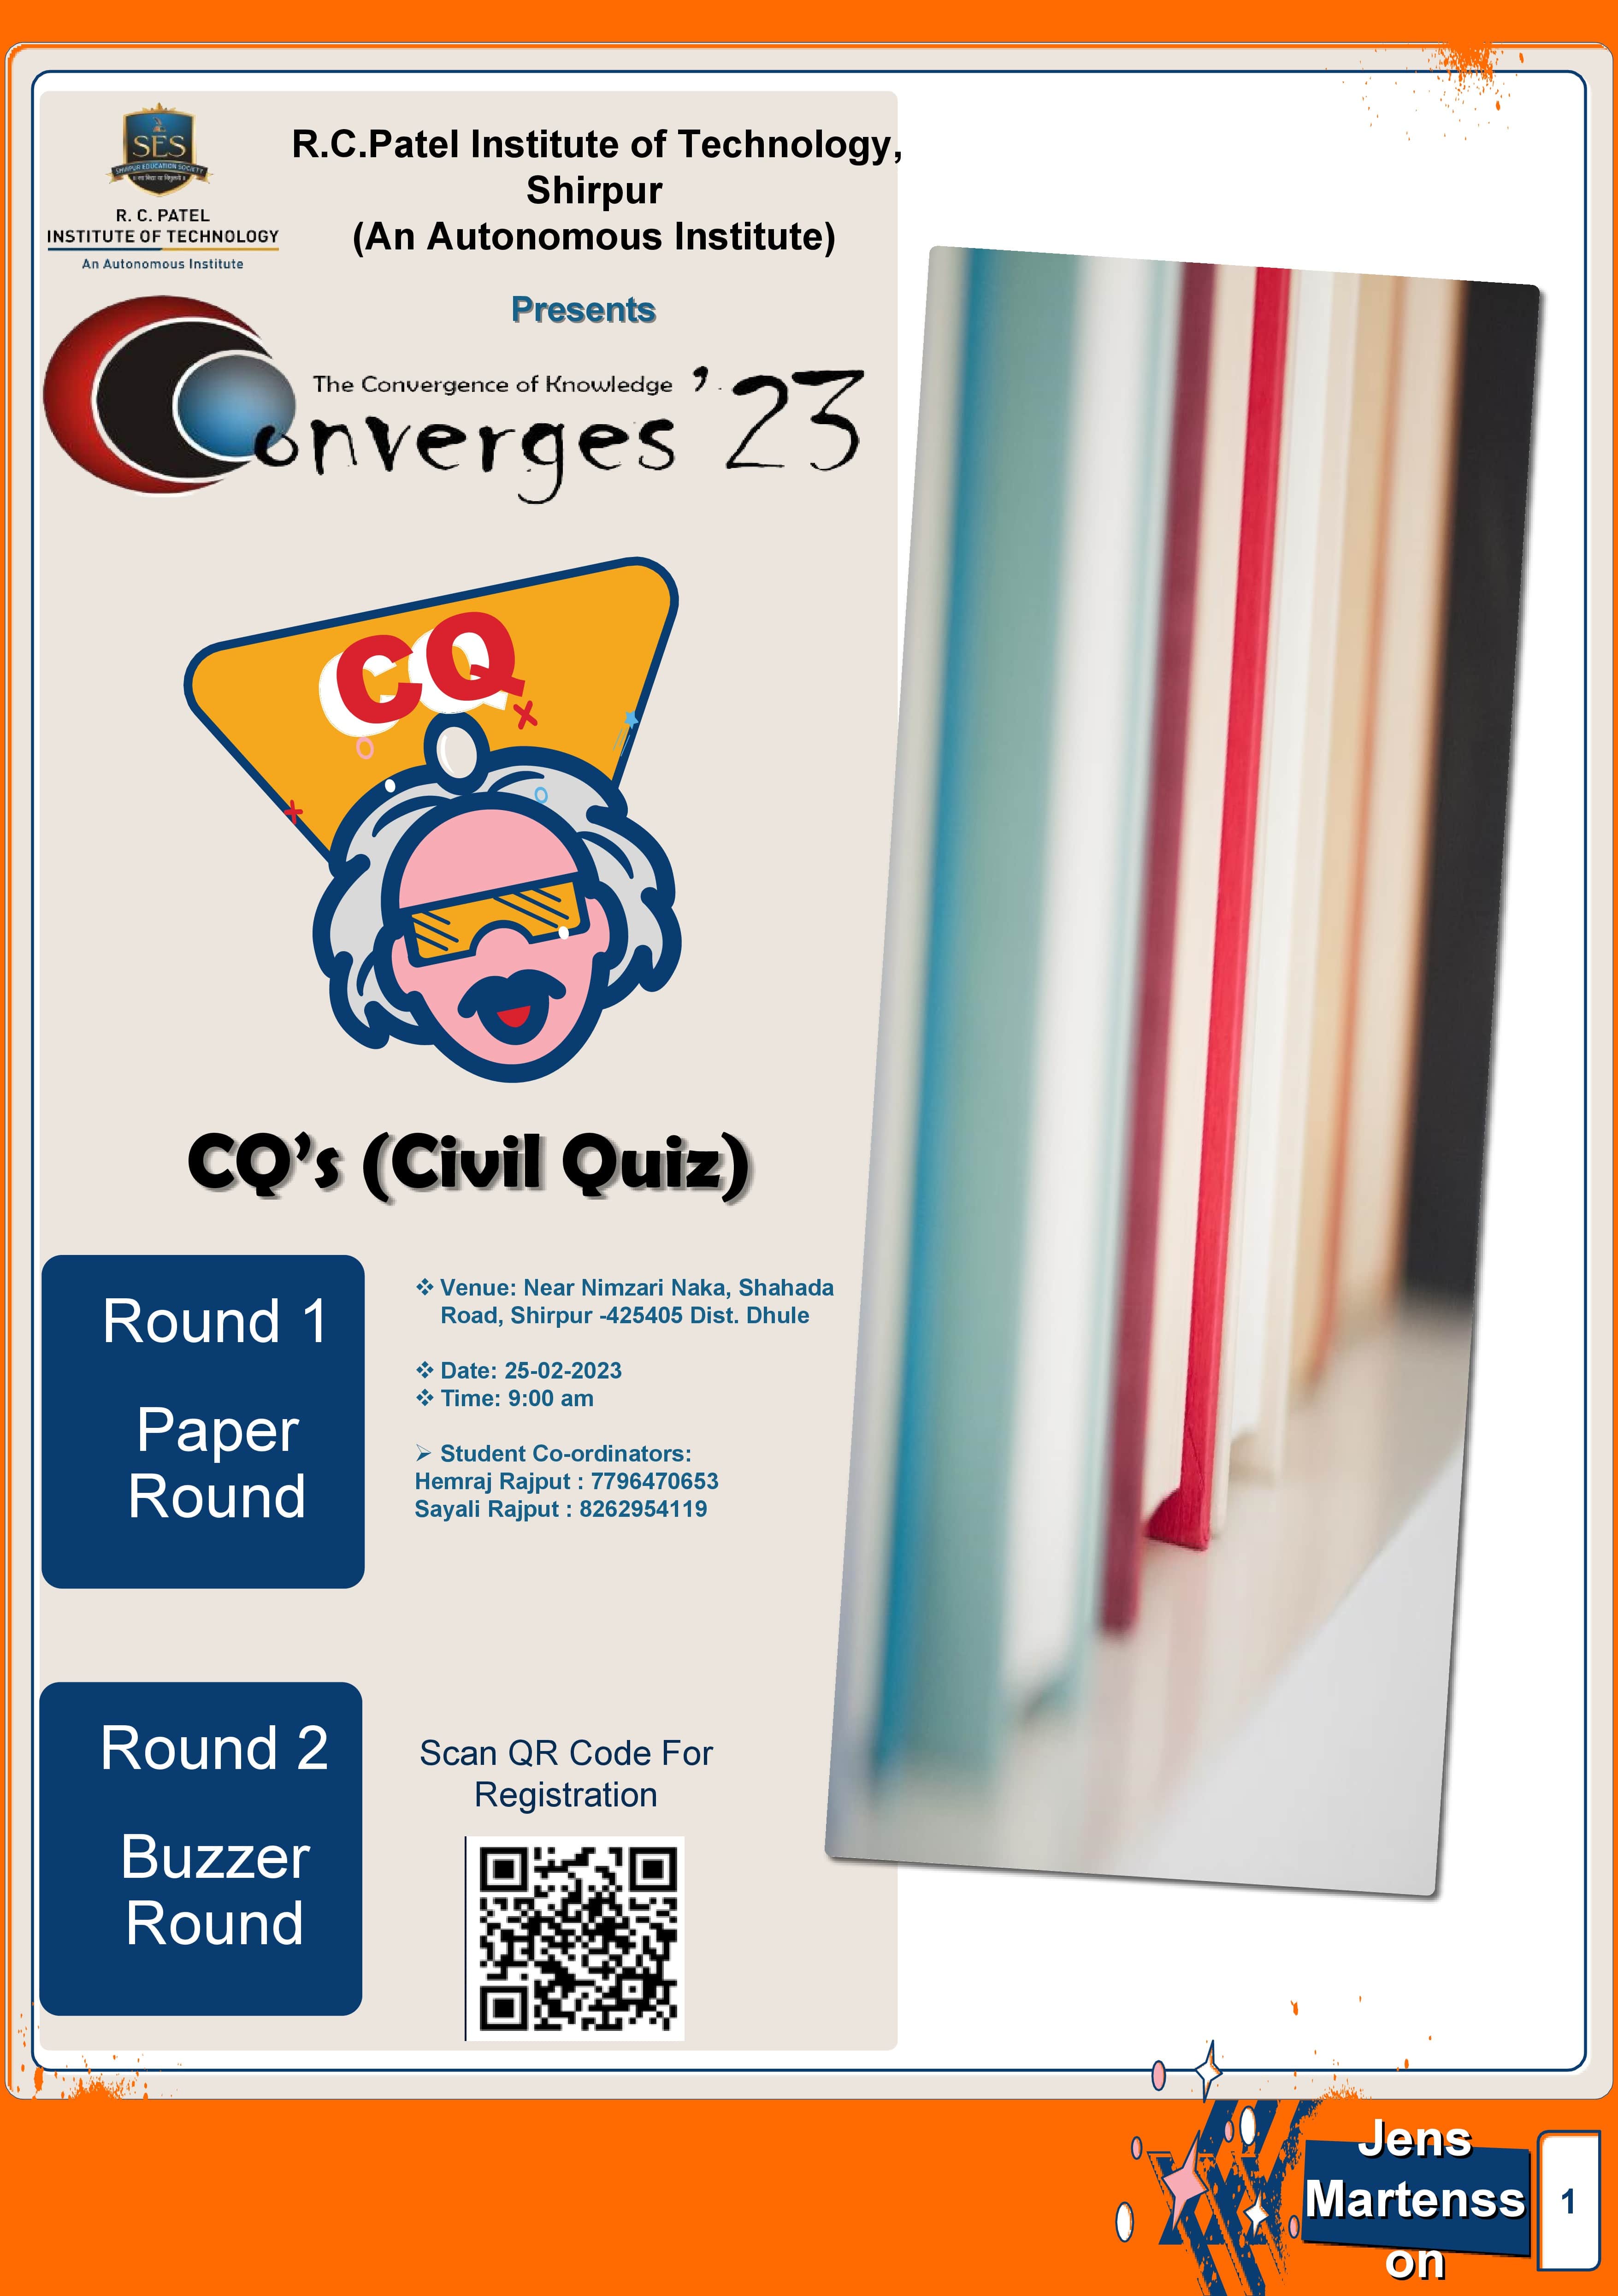 SES
SHIRPUR EDUCATION SOCIETY
R. C. PATEL
INSTITUTE OF TECHNOLOGY
An Autonomous Institute
R.C.Patel Institute of Technology,
Shirpur
(An Autonomous Institute)
Presents
The Convergence of Knowledge
Converges '23
CQ
CQ's (Civil Quiz)
Round 1
Paper
Round
❖ Venue: Near Nimzari Naka, Shahada
Road, Shirpur -425405 Dist. Dhule
❖ Date: 25-02-2023
❖ Time: 9:00 am
➢ Student Co-ordinators:
Hemraj Rajput : 7796470653
Sayali Rajput : 8262954119
Round 2
Buzzer
Round
Scan QR Code For
Registration
Jens
Martenss
on
1